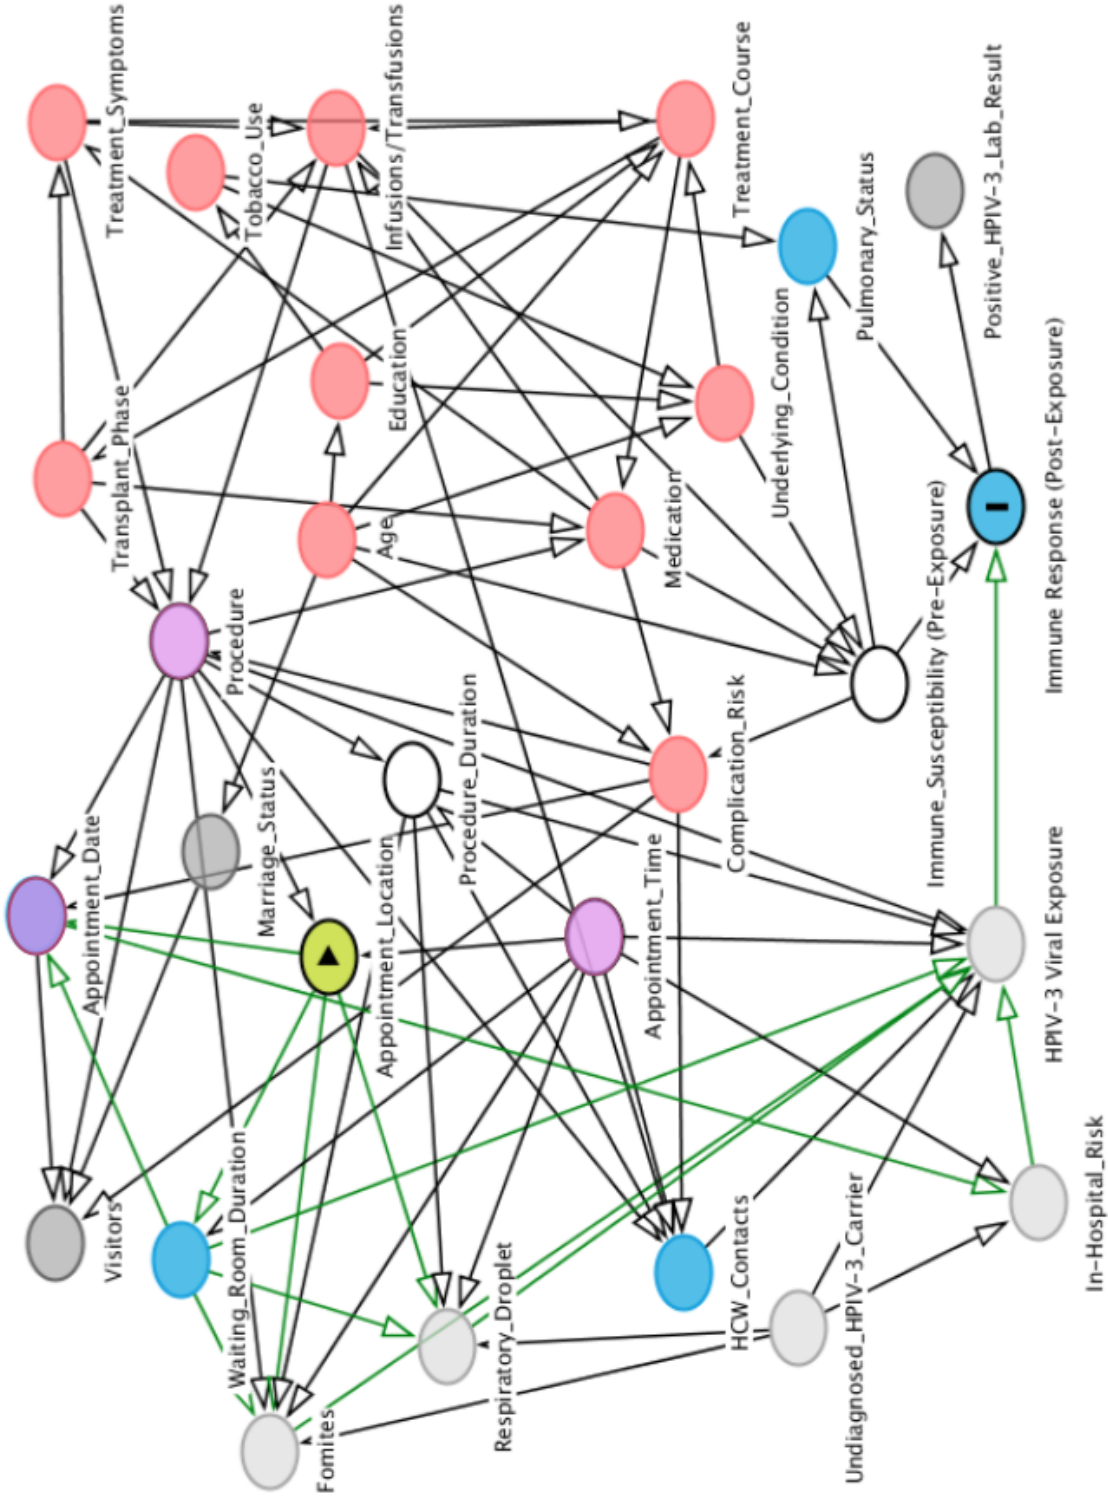 Treatment_Symptoms
Tobacco_Use
Infusions/Transfusions
Treatment_Course
Pulmonary_Status
Positive_HPIV-3_Lab_Result
Transplant_Phase
Education
Underlying_Condition
Age
Medication
Immune Response (Post-Exposure)
Procedure
Immune_Susceptibility (Pre-Exposure)
Procedure_Duration
Complication_Risk
Marriage_Status
Appointment_Date
Appointment_Location
Appointment_Time
HPIV-3 Viral Exposure
Visitors
Waiting_Room_Duration
Respiratory_Droplet
HCW_Contacts
In-Hospital_Risk
Undiagnosed_HPIV-3_Carrier
Fomites